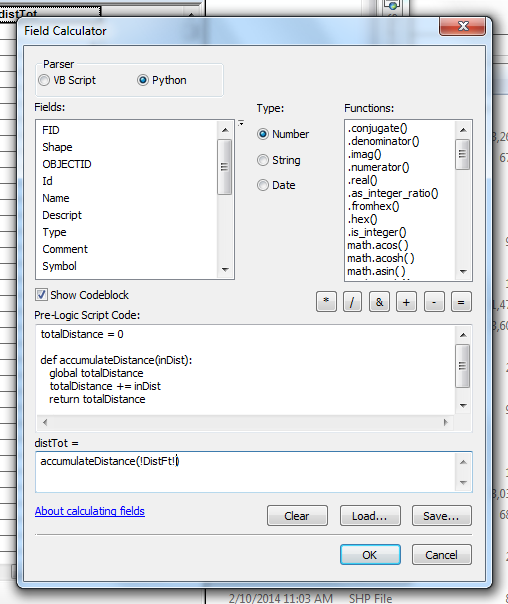 distTot
Field Calculator
Parser
VB Script
Python
Fields:
Type:
Functions:
FID
Shape
OBJECTID
Id
Name
Descript
Type
Comment
Symbol
Number
String
Date
.conjugate()
.denominator()
.imag()
.numerator()
.real()
.as_integer_ratio()
.fromhex()
.hex()
.is_integer()
math.acos( )
math.acosh( )
math.asin( )
Show Codeblock
* / & + - =
Pre-Logic Script Code:
totalDistance = 0
def accumulateDistance(inDist):
global totalDistance
totalDistance += inDist
return totalDistance
distTot =
accumulateDistance(!DistFt!)
About calculating fields
Clear
Load...
Save...
OK
Cancel
2/10/2014 11:03 AM SHP File